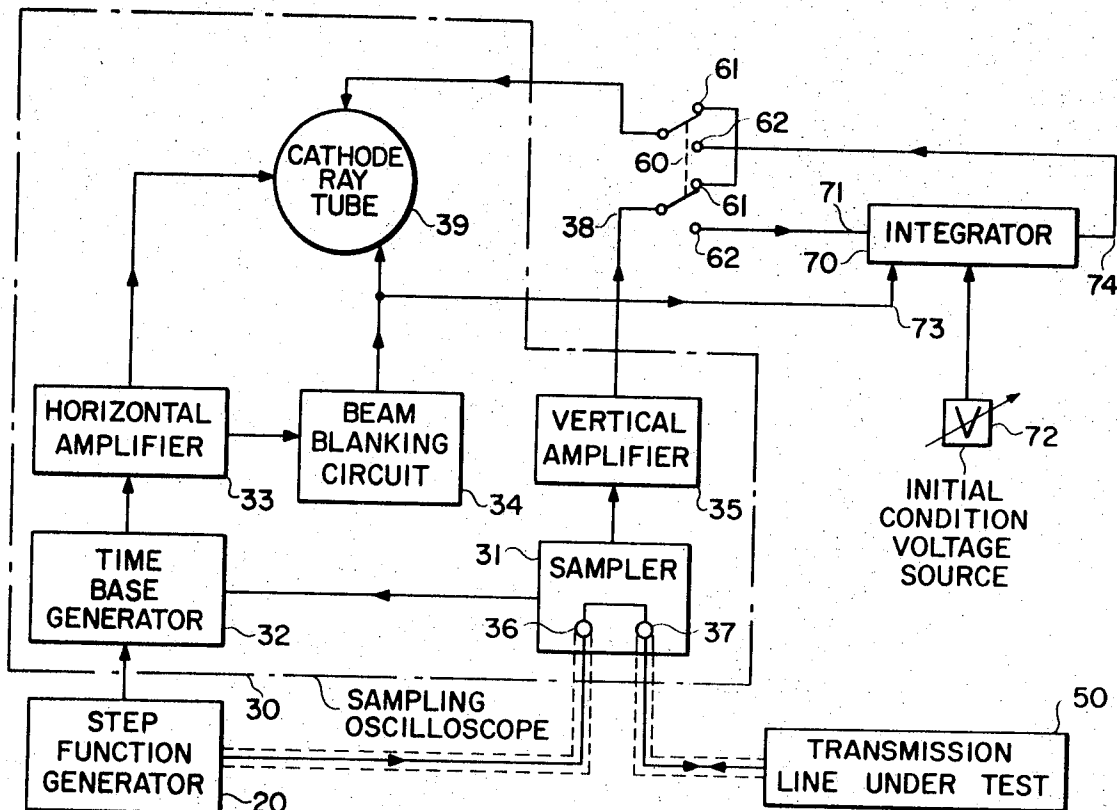 61
62
60
61
62
CATHODE
RAY
TUBE
39
38
71
70
INTEGRATOR
74
73
HORIZONTAL
AMPLIFIER
33
BEAM
BLANKING
CIRCUIT
34
VERTICAL
AMPLIFIER
35
V
72
INITIAL
CONDITION
VOLTAGE
SOURCE
TIME
BASE
GENERATOR
32
31
SAMPLER
36
37
30
SAMPLING
OSCILLOSCOPE
STEP
FUNCTION
GENERATOR
20
50
TRANSMISSION
LINE UNDER TEST